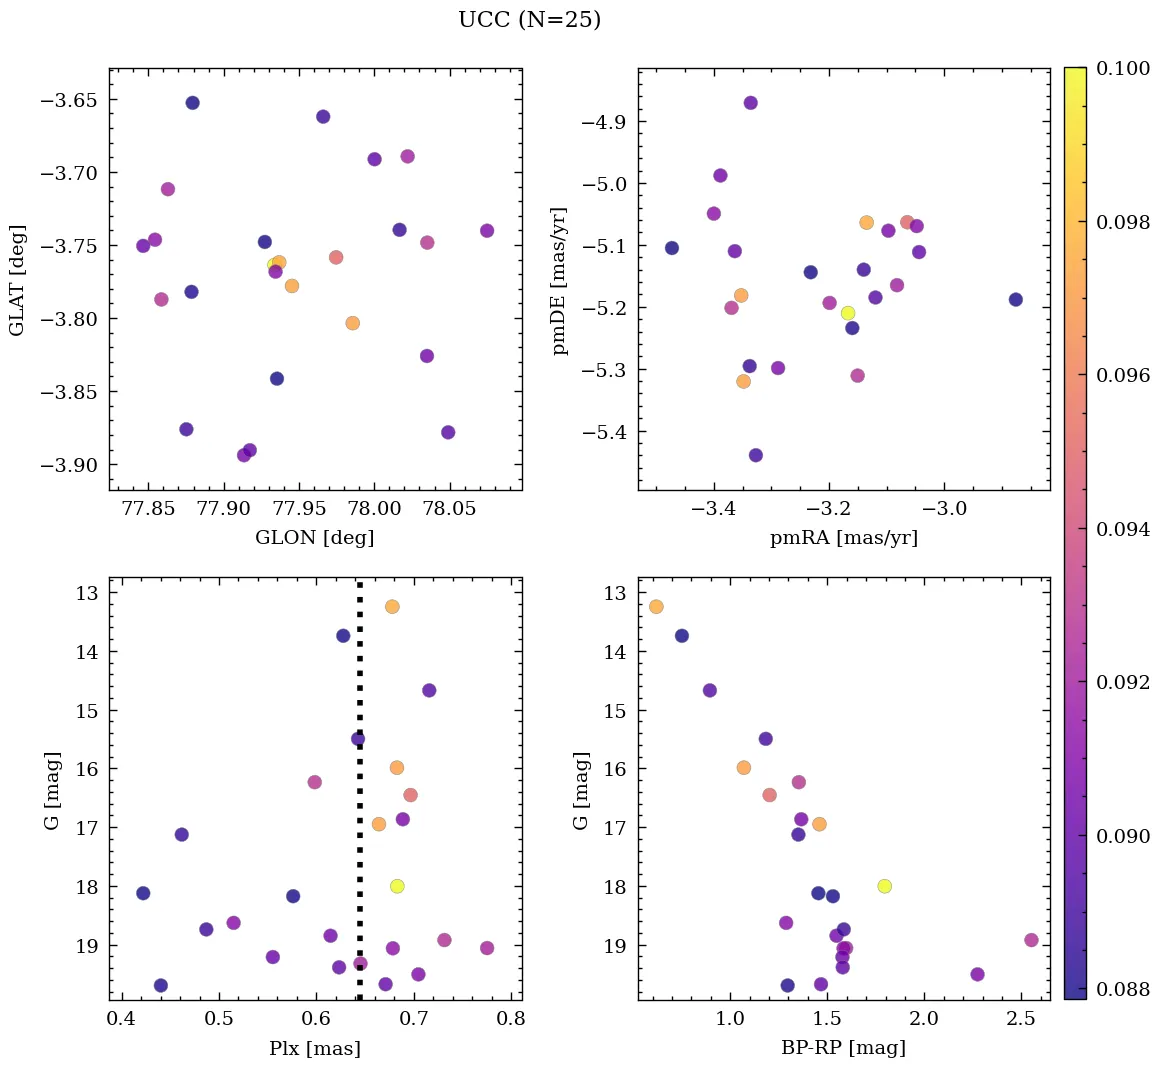 UCC (N=25)
−3.65
−3.70
−3.75
−3.80
−3.85
−3.90
GLAT [deg]
77.85 77.90 77.95 78.00 78.05
GLON [deg]
−4.9
−5.0
−5.1
−5.2
−5.3
−5.4
pmDE [mas/yr]
−3.4 −3.2 −3.0
pmRA [mas/yr]
0.100
0.098
0.096
0.094
0.092
0.090
0.088
13
14
15
16
17
18
19
G [mag]
0.4 0.5 0.6 0.7 0.8
Plx [mas]
13
14
15
16
17
18
19
G [mag]
1.0 1.5 2.0 2.5
BP-RP [mag]